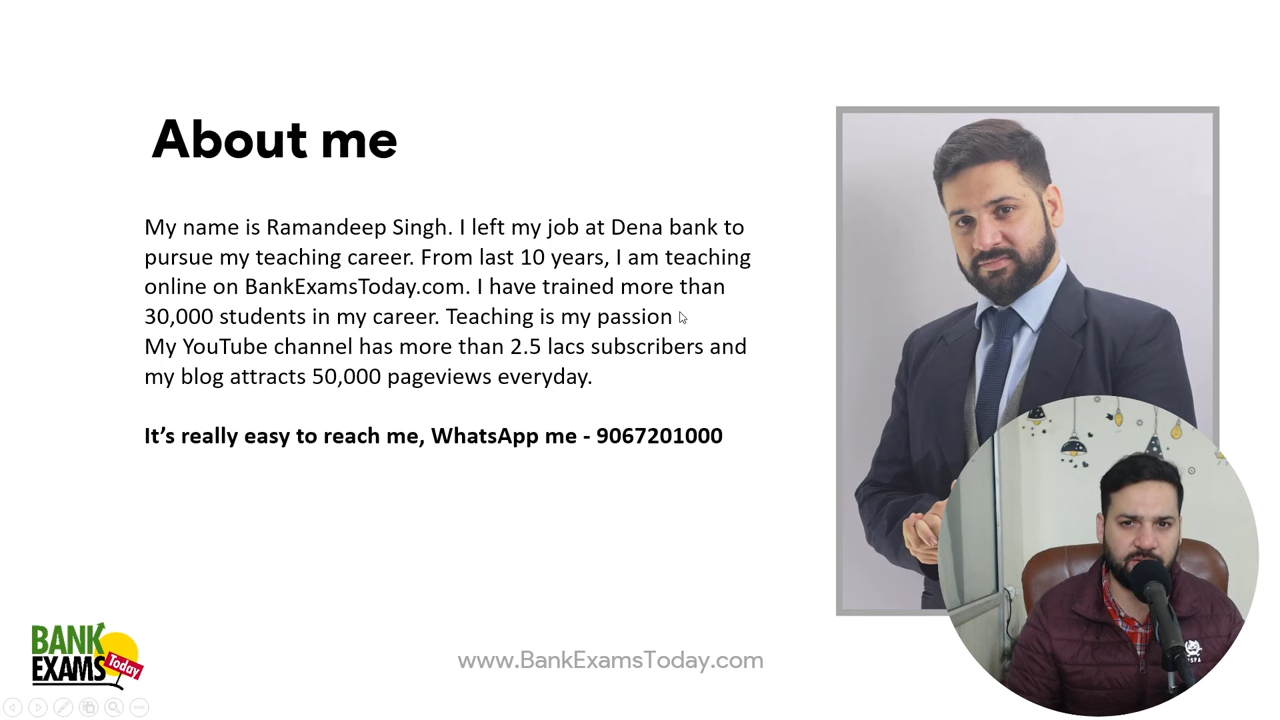 About me
My name is Ramandeep Singh. I left my job at Dena bank to
pursue my teaching career. From last 10 years, I am teaching
online on BankExamsToday.com. I have trained more than
30,000 students in my career. Teaching is my passion
My YouTube channel has more than 2.5 lacs subscribers and
my blog attracts 50,000 pageviews everyday.
It's really easy to reach me, WhatsApp me - 9067201000
BANK
EXAMS
Today
www.BankExamsToday.com